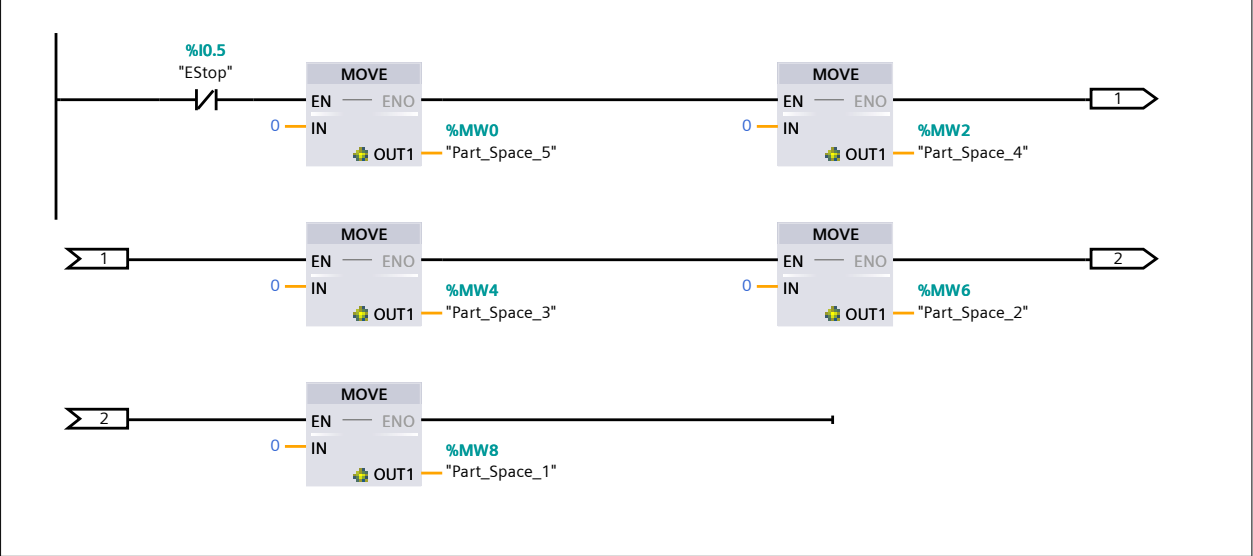 %I0.5
"EStop"
MOVE MOVE
EN ENO EN ENO 1
0 IN 0 IN
%MW0 %MW2
OUT1 "Part_Space_5" OUT1 "Part_Space_4"
MOVE MOVE
1 EN ENO EN ENO 2
0 IN 0 IN
%MW4 %MW6
OUT1 "Part_Space_3" OUT1 "Part_Space_2"
MOVE
2 EN ENO
0 IN
%MW8
OUT1 "Part_Space_1"